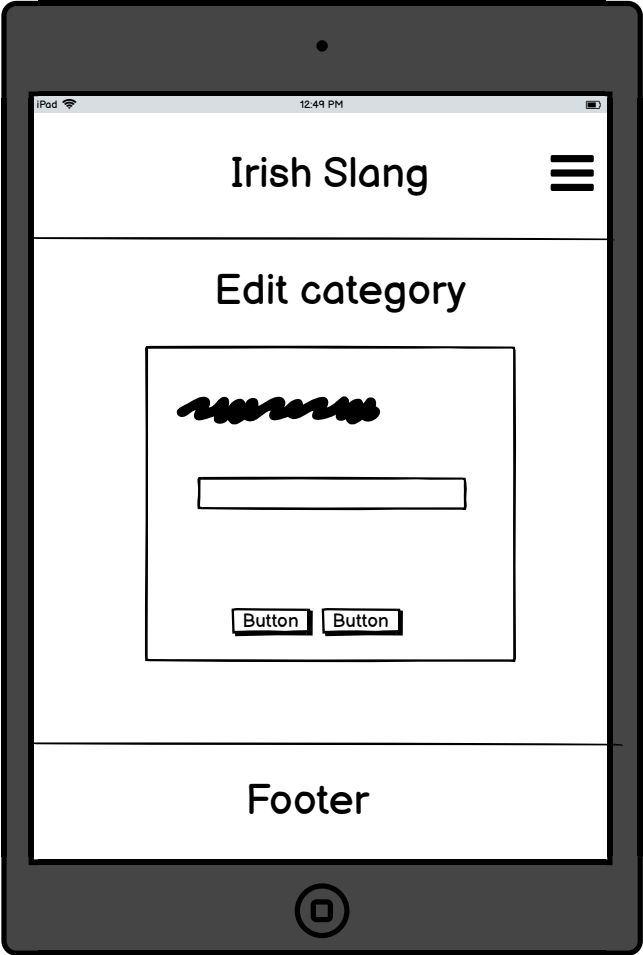 iPad 12:49 PM
Irish Slang
Edit category
Button Button
Footer